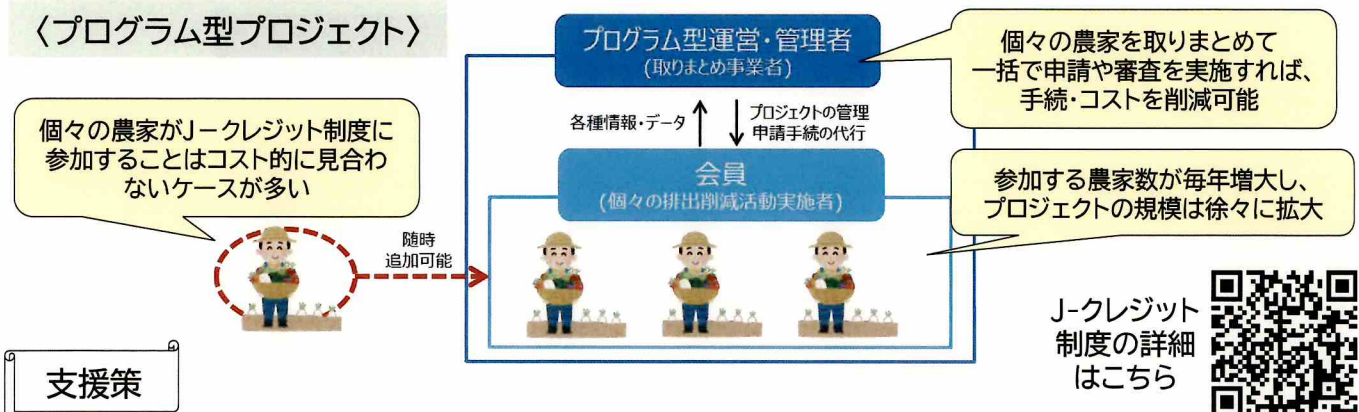 〈プログラム型プロジェクト〉
プログラム型運営・管理者
(取りまとめ事業者)
個々の農家を取りまとめて
一括で申請や審査を実施すれば、
手続・コストを削減可能
個々の農家がJークレジット制度に
参加することはコスト的に見合わ
ないケースが多い
各種情報・データ
プロジェクトの管理
申請手続の代行
会員
(個々の排出削減活動実施者)
参加する農家数が毎年増大し、
プロジェクトの規模は徐々に拡大
随時
追加可能
J-クレジット
制度の詳細
はこちら
支援策